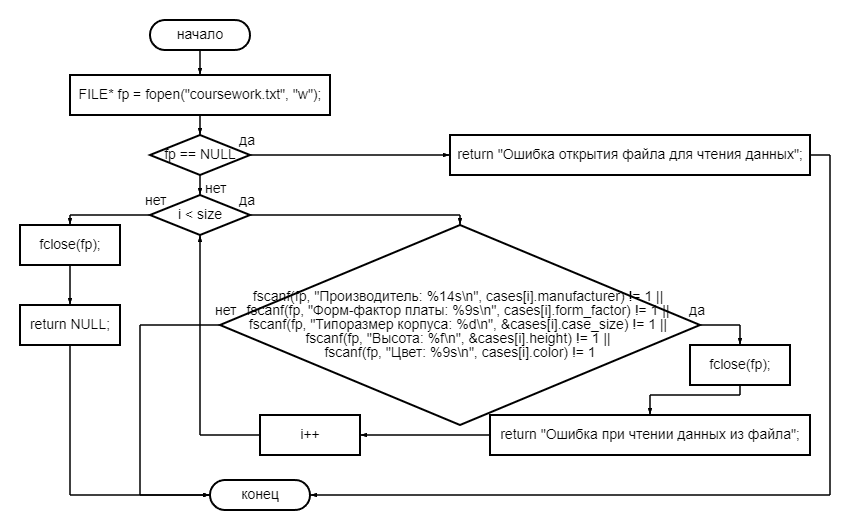 начало
FILE* fp = fopen("coursework.txt", "w");
да
fp == NULL
return "Ошибка открытия файла для чтения данных";
нет
нет
да
i < size
fclose(fp);
return NULL;
нет
fscanf(fp, "Производитель: %14s\n", cases[i].manufacturer) != 1 ||
fscanf(fp, "Форм-фактор платы: %9s\n", cases[i].form_factor) != 1 ||
fscanf(fp, "Типоразмер корпуса: %d\n", &cases[i].case_size) != 1 ||
fscanf(fp, "Высота: %f\n", &cases[i].height) != 1 ||
fscanf(fp, "Цвет: %9s\n", cases[i].color) != 1
да
fclose(fp);
i++
return "Ошибка при чтении данных из файла";
конец